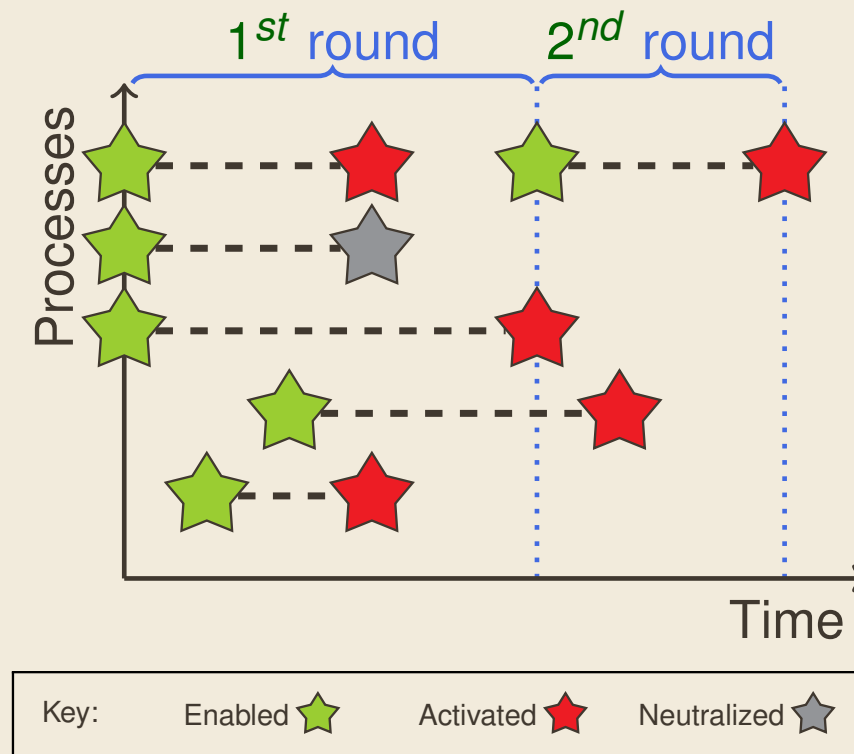 1st round 2nd round
Processes
Time
Key: Enabled Activated Neutralized